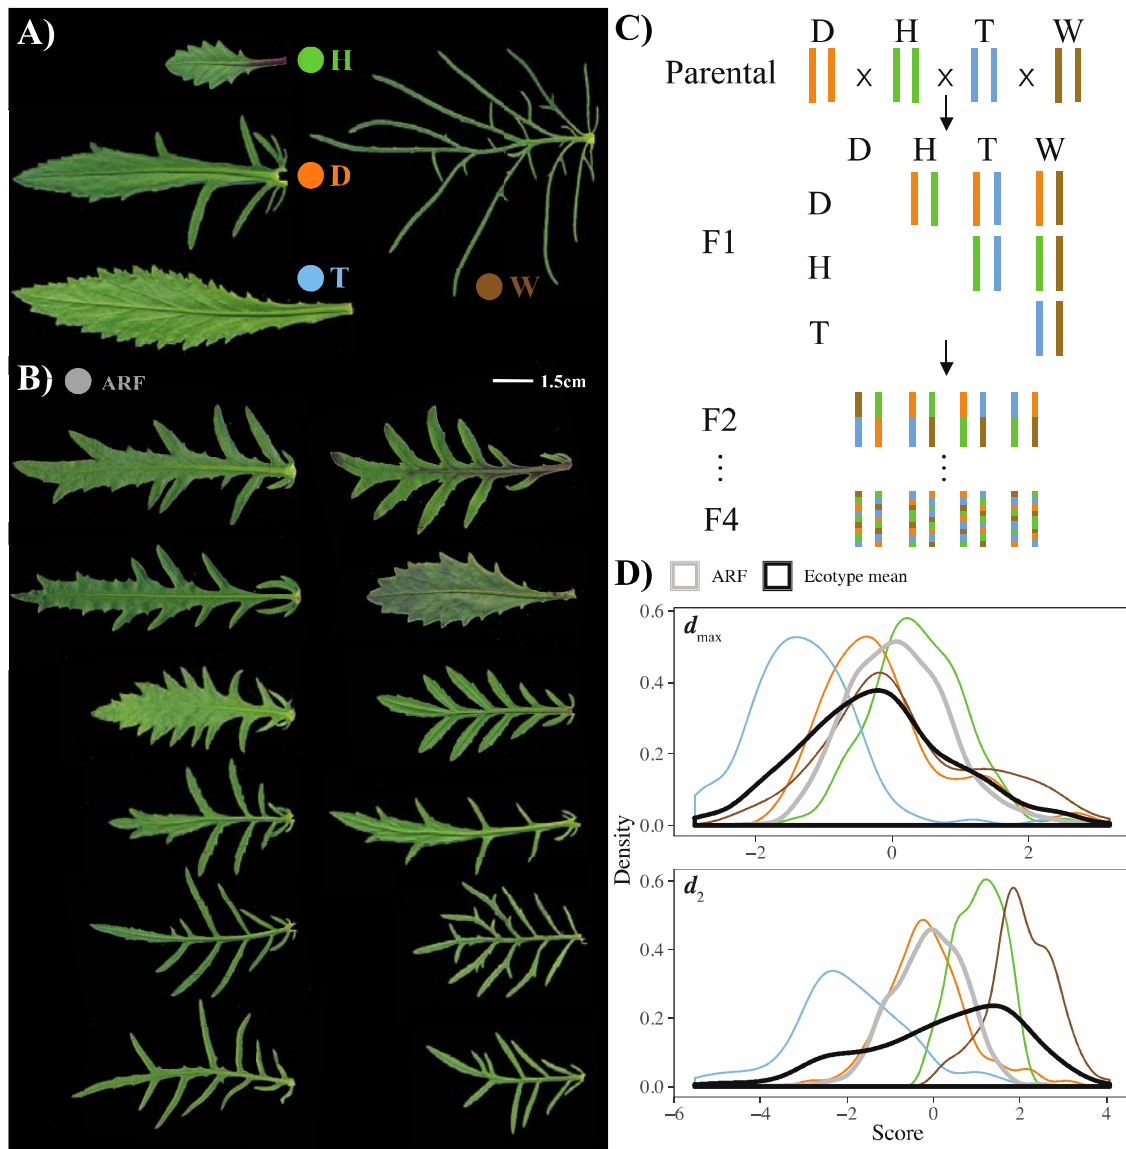 A)
H
D
T
W
B) ARF
1.5cm
C)
D H T W
Parental x x x
D H T W
D
F1
H
T
F2
⋮ ⋮
F4
D) ARF Ecotype mean
d max
0.6
0.4
0.2
0.0
−2 0 2
Density
d 2
0.6
0.4
0.2
0.0
−6 −4 −2 0 2 4
Score